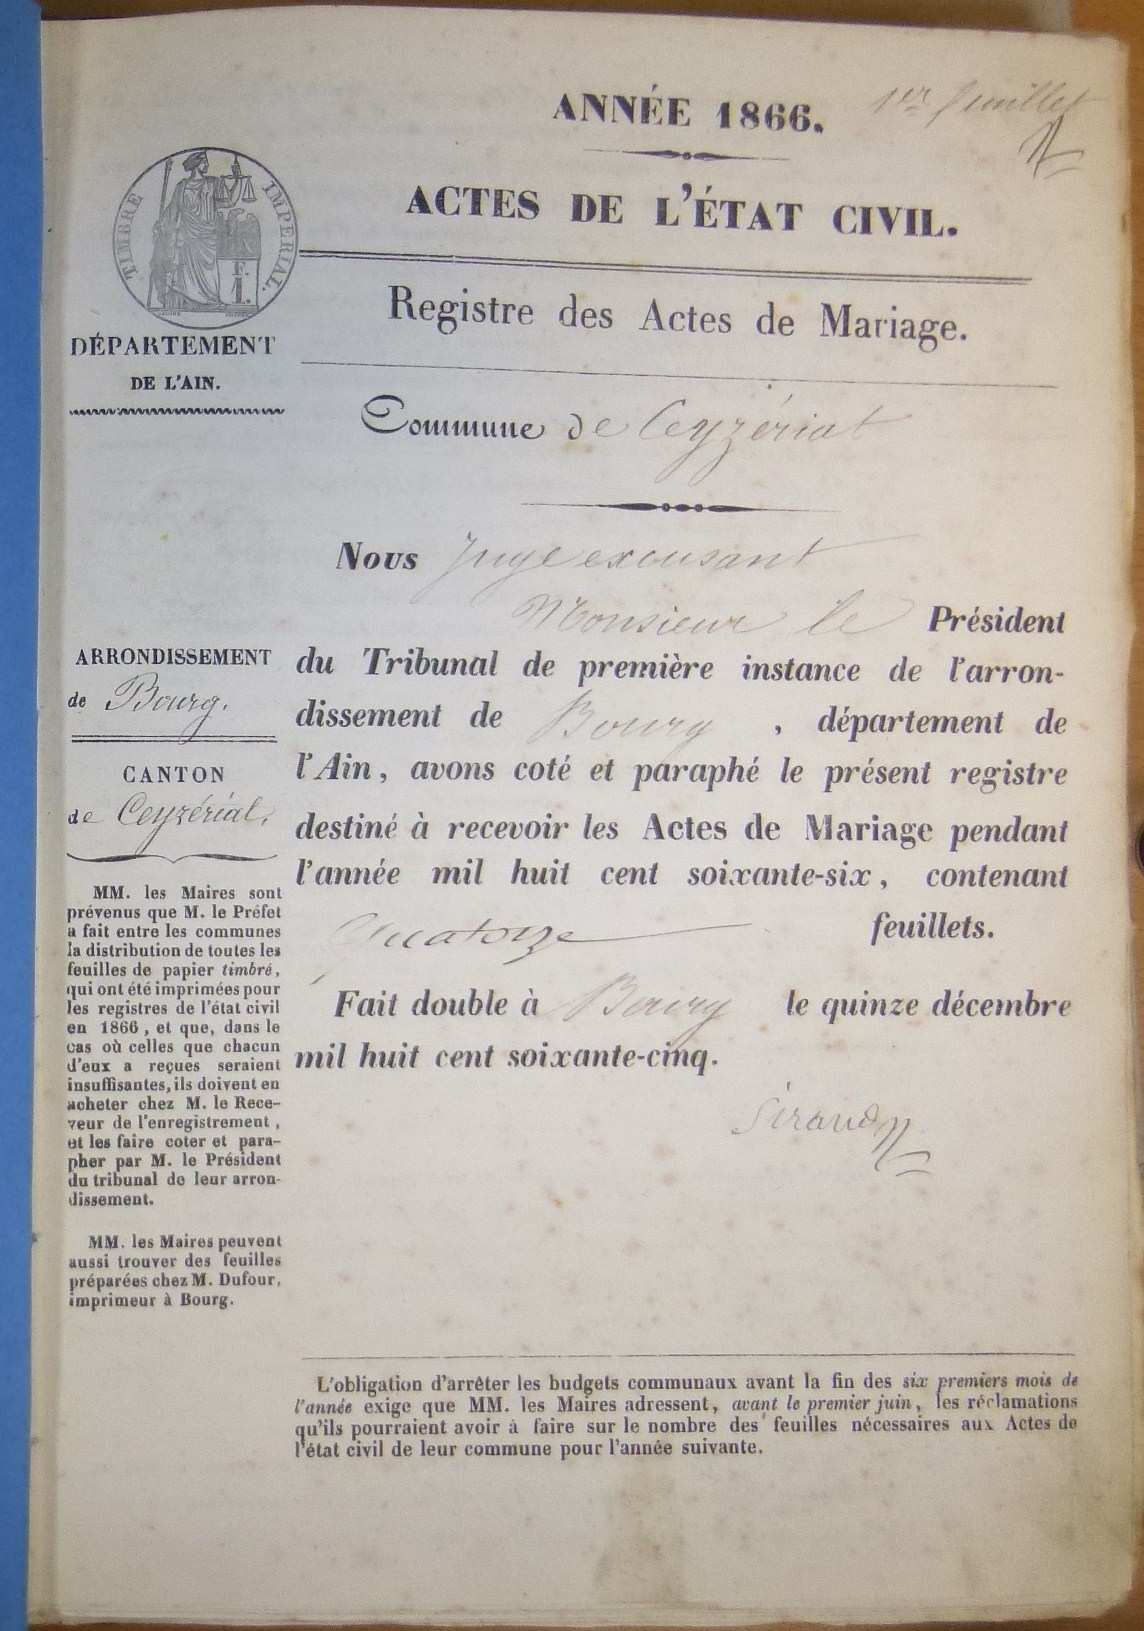 ANNÉE 1866.
1er feuillet
ACTES DE L'ÉTAT CIVIL.
TIMBRE IMPERIAL.
F.
1.
Registre des Actes de Mariage.
DÉPARTEMENT
DE L'AIN.
Commune de Ceyzériat
Nous Juge excusant
Monsieur le Président
du Tribunal de première instance de l'arron-
dissement de Bourg, département de
l'Ain, avons coté et paraphé le présent registre
destiné à recevoir les Actes de Mariage pendant
l'année mil huit cent soixante-six, contenant
Quatorze feuillets.
Fait double à Bourg le quinze décembre
mil huit cent soixante-cinq.
Sirand
ARRONDISSEMENT
de Bourg.
CANTON
de Ceyzériat,
MM. les Maires sont
prévenus que M. le Préfet
a fait entre les communes
la distribution de toutes les
feuilles de papier timbré,
qui ont été imprimées pour
les registres de l'état civil
en 1866, et que, dans le
cas où celles que chacun
d'eux a reçues seraient
insuffisantes, ils doivent en
acheter chez M. le Rece-
veur de l'enregistrement,
et les faire coter et para-
pher par M. le Président
du tribunal de leur arron-
dissement.
MM. les Maires peuvent
aussi trouver des feuilles
préparées chez M. Dufour,
imprimeur à Bourg.
L'obligation d'arrêter les budgets communaux avant la fin des six premiers mois de
l'année exige que MM. les Maires adressent, avant le premier juin, les réclamations
qu'ils pourraient avoir à faire sur le nombre des feuilles nécessaires aux Actes de
l'état civil de leur commune pour l'année suivante.